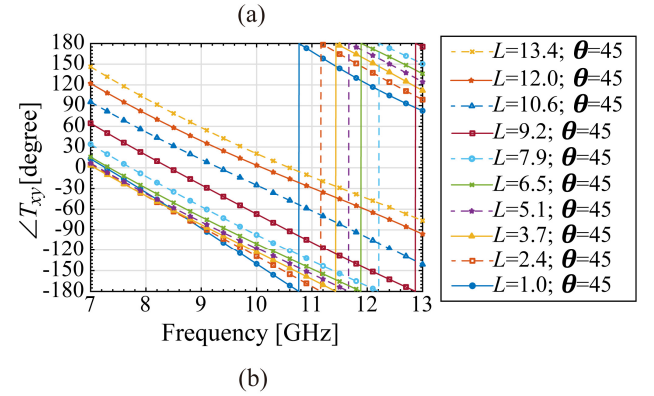 (a)
180
150
120
90
60
30
0
-30
-60
-90
-120
-150
-180
∠Txy [degree]
7 8 9 10 11 12 13
Frequency [GHz]
L=13.4; θ=45
L=12.0; θ=45
L=10.6; θ=45
L=9.2; θ=45
L=7.9; θ=45
L=6.5; θ=45
L=5.1; θ=45
L=3.7; θ=45
L=2.4; θ=45
L=1.0; θ=45
(b)